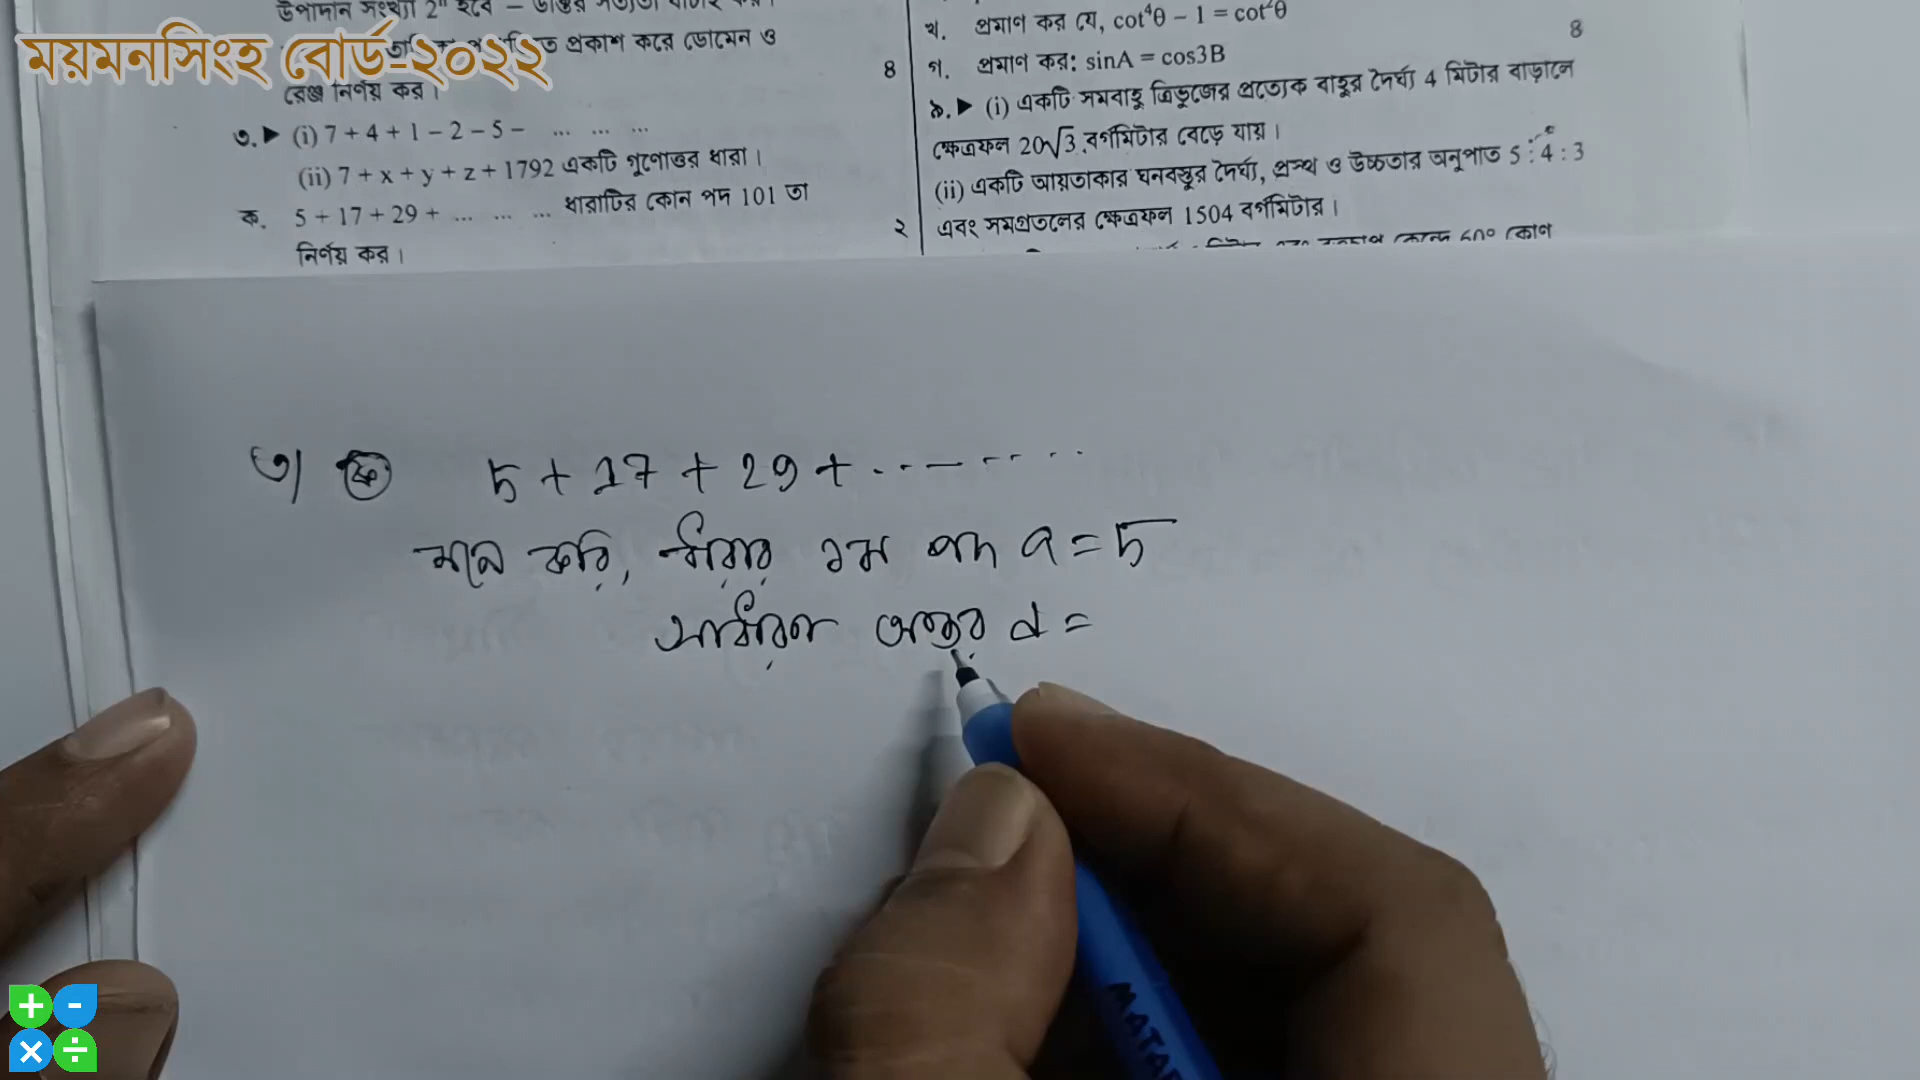 উপাদান সংখ্যা 2ⁿ হবে –
ময়মনসিংহ বোর্ড-২০২২
প্রকাশ করে ডোমেন ও
রেঞ্জ নির্ণয় কর।
8
৩.▶ (i) 7 + 4 + 1 – 2 – 5 – ... ... ...
(ii) 7 + x + y + z + 1792 একটি গুণোত্তর ধারা।
ক. 5 + 17 + 29 + ... ... ... ধারাটির কোন পদ 101 তা
নির্ণয় কর।
২
খ. প্রমাণ কর যে, cot⁴θ – 1 = cot²θ
8
গ. প্রমাণ কর: sinA = cos3B
৯.▶ (i) একটি সমবাহু ত্রিভুজের প্রত্যেক বাহুর দৈর্ঘ্য 4 মিটার বাড়ালে
ক্ষেত্রফল 20√3 বর্গমিটার বেড়ে যায়।
(ii) একটি আয়তাকার ঘনবস্তুর দৈর্ঘ্য, প্রস্থ ও উচ্চতার অনুপাত 5 : 4 : 3
এবং সমগ্রতলের ক্ষেত্রফল 1504 বর্গমিটার।
60° কোণ
৩। ক 5 + 17 + 29 + ...........
মনে করি, ধারার ১ম পদ a = 5
সাধারণ অন্তর d =
+ -
× ÷
MATA